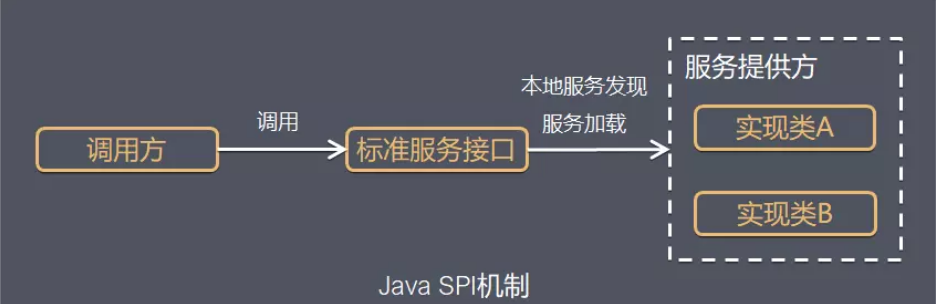 调用方
调用
标准服务接口
本地服务发现
服务加载
服务提供方
实现类A
实现类B
Java SPI机制